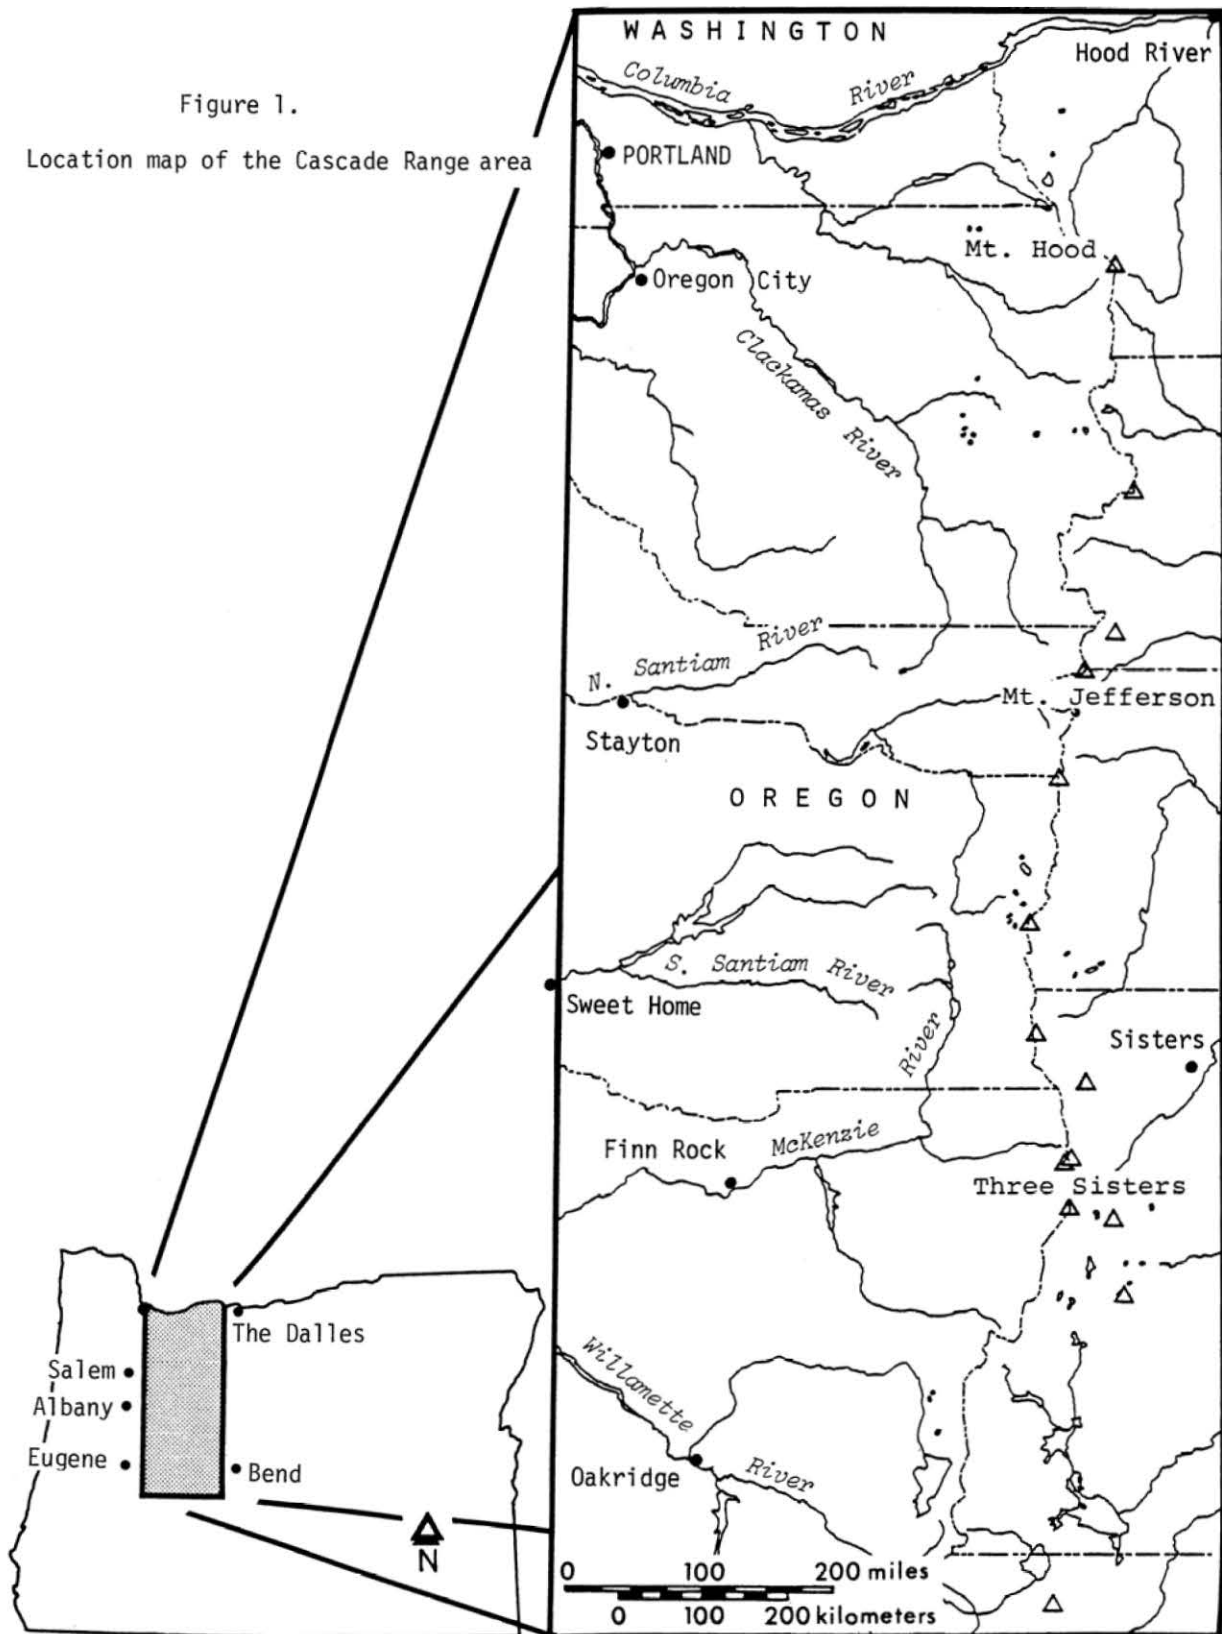 Figure 1.
Location map of the Cascade Range area
WASHINGTON
Hood River
Columbia River
PORTLAND
Mt. Hood
Oregon City
Clackamas River
N. Santiam River
Mt. Jefferson
Stayton
OREGON
S. Santiam River
Sweet Home
River
Sisters
McKenzie
Finn Rock
Three Sisters
The Dalles
Salem
Albany
Eugene
Bend
N
Willamette River
Oakridge
0 100 200 miles
0 100 200 kilometers